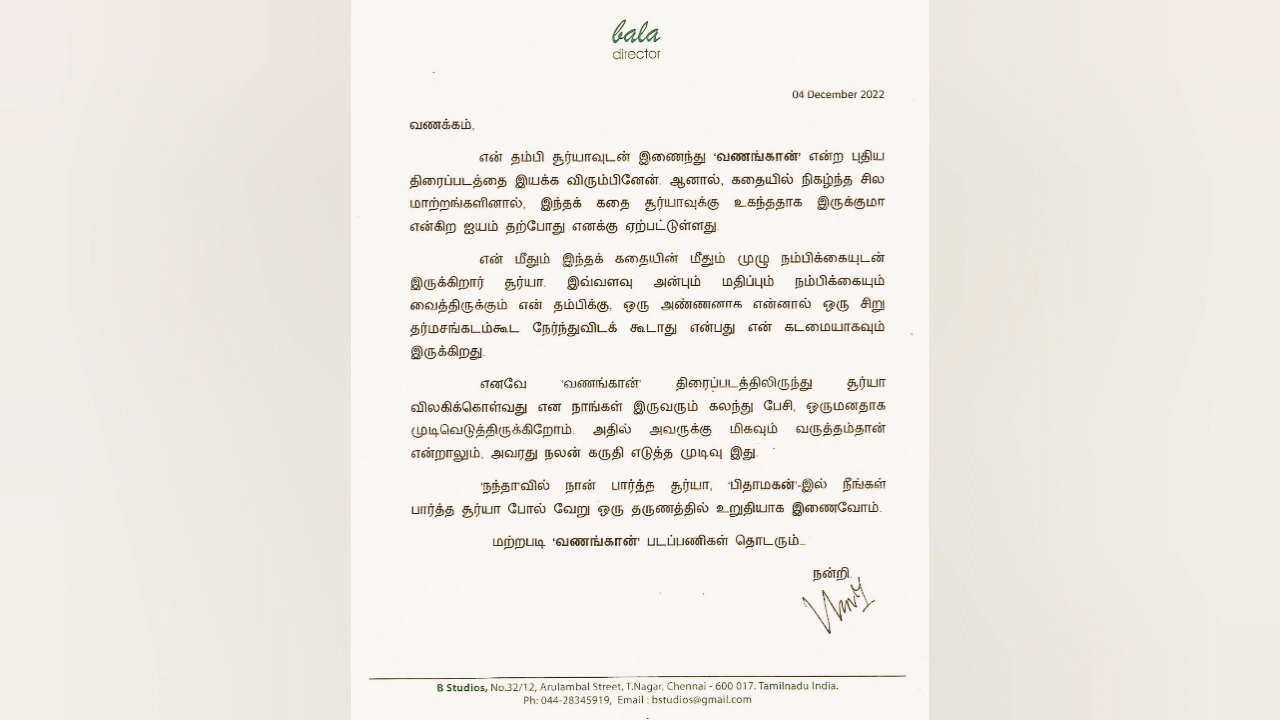 bala
director
04 December 2022
வணக்கம்,
என் தம்பி சூர்யாவுடன் இணைந்து 'வணங்கான்' என்ற புதிய
திரைப்படத்தை இயக்க விரும்பினேன். ஆனால், கதையில் நிகழ்ந்த சில
மாற்றங்களினால், இந்தக் கதை சூர்யாவுக்கு உகந்ததாக இருக்குமா
என்கிற ஐயம் தற்போது எனக்கு ஏற்பட்டுள்ளது.
என் மீதும் இந்தக் கதையின் மீதும் முழு நம்பிக்கையுடன்
இருக்கிறார் சூர்யா. இவ்வளவு அன்பும் மதிப்பும் நம்பிக்கையும்
வைத்திருக்கும் என் தம்பிக்கு, ஒரு அண்ணனாக என்னால் ஒரு சிறு
தர்மசங்கடம்கூட நேர்ந்துவிடக் கூடாது என்பது என் கடமையாகவும்
இருக்கிறது.
எனவே 'வணங்கான்' திரைப்படத்திலிருந்து சூர்யா
விலகிக்கொள்வது என நாங்கள் இருவரும் கலந்து பேசி, ஒருமனதாக
முடிவெடுத்திருக்கிறோம். அதில் அவருக்கு மிகவும் வருத்தம்தான்
என்றாலும், அவரது நலன் கருதி எடுத்த முடிவு இது.
'நந்தா'வில் நான் பார்த்த சூர்யா, 'பிதாமகன்'-இல் நீங்கள்
பார்த்த சூர்யா போல் வேறு ஒரு தருணத்தில் உறுதியாக இணைவோம்.
மற்றபடி 'வணங்கான்' படப்பணிகள் தொடரும்...
நன்றி.
B Studios, No.32/12, Arulambal Street, T.Nagar, Chennai - 600 017. Tamilnadu India.
Ph: 044-28345919, Email : bstudios@gmail.com